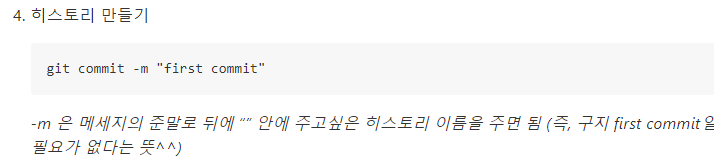 4. 히스토리 만들기
git commit -m "first commit"
-m 은 메세지의 준말로 뒤에 “” 안에 주고싶은 히스토리 이름을 주면 됨 (즉, 구지 first commit 일
필요가 없다는 뜻^^)